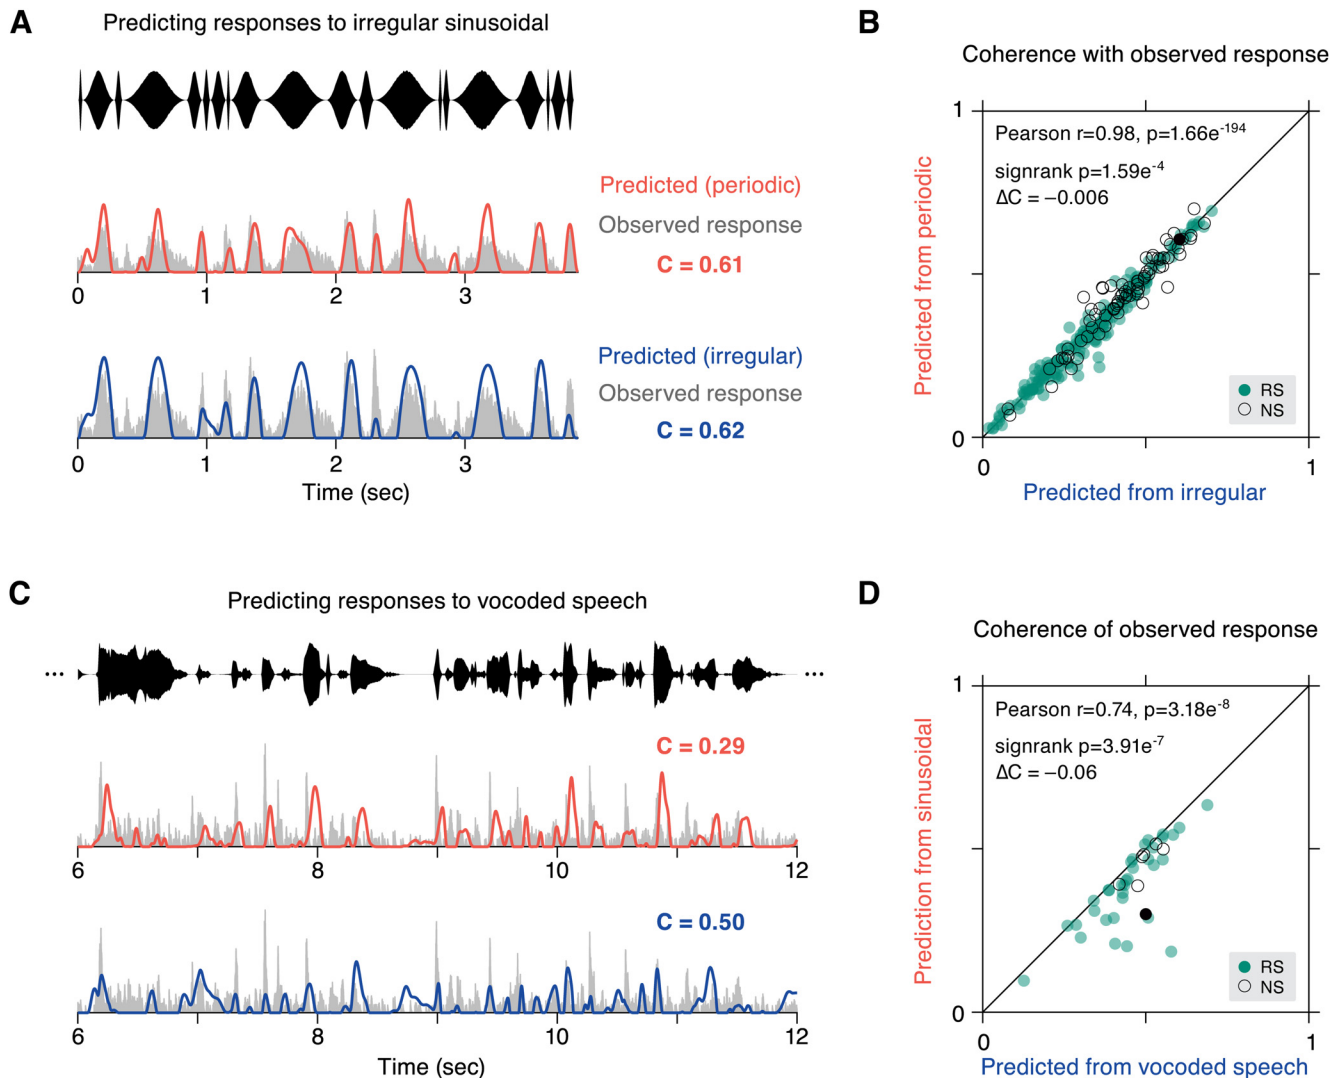 A
Predicting responses to irregular sinusoidal
Predicted (periodic)
Observed response
C = 0.61
0 1 2 3
Predicted (irregular)
Observed response
C = 0.62
0 1 2 3
Time (sec)
B
Coherence with observed response
1
Pearson r=0.98, p=1.66e-194
signrank p=1.59e-4
ΔC = −0.006
Predicted from periodic
RS
NS
0
0 1
Predicted from irregular
C
Predicting responses to vocoded speech
... ...
C = 0.29
6 8 10 12
C = 0.50
6 8 10 12
Time (sec)
D
Coherence of observed response
1
Pearson r=0.74, p=3.18e-8
signrank p=3.91e-7
ΔC = −0.06
Prediction from sinusoidal
RS
NS
0
0 1
Predicted from vocoded speech